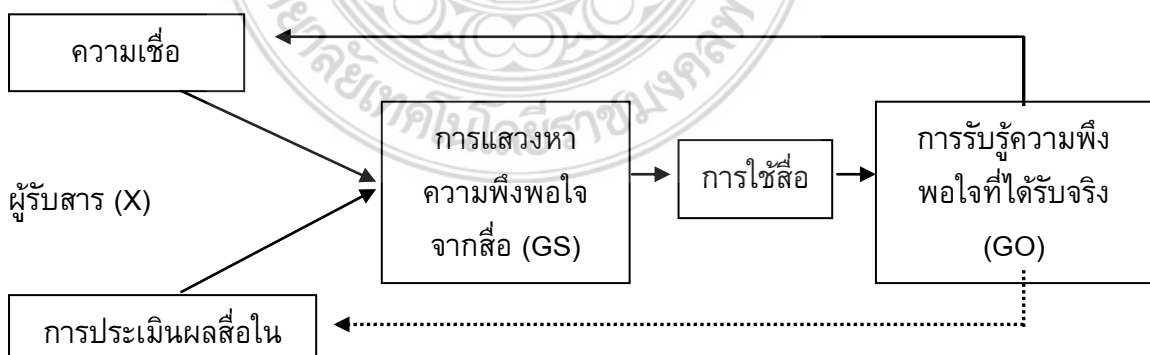 ความเชื่อ
การแสวงหา
ความพึงพอใจ
จากสื่อ (GS)
การใช้สื่อ
การรับรู้ความพึง
พอใจที่ได้รับจริง
(GO)
ผู้รับสาร (X)
การประเมินผลสื่อใน